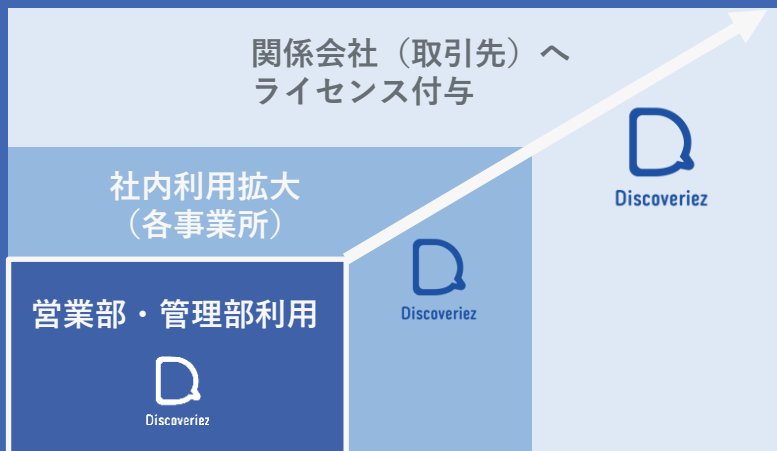 関係会社（取引先）へ
ライセンス付与
Discoveriez
社内利用拡大
（各事業所）
Discoveriez
営業部・管理部利用
Discoveriez